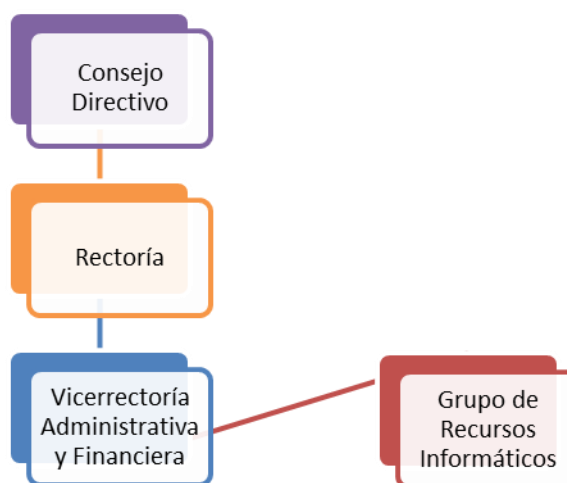 Consejo
Directivo
Rectoría
Vicerrectoría
Administrativa
y Financiera
Grupo de
Recursos
Informáticos